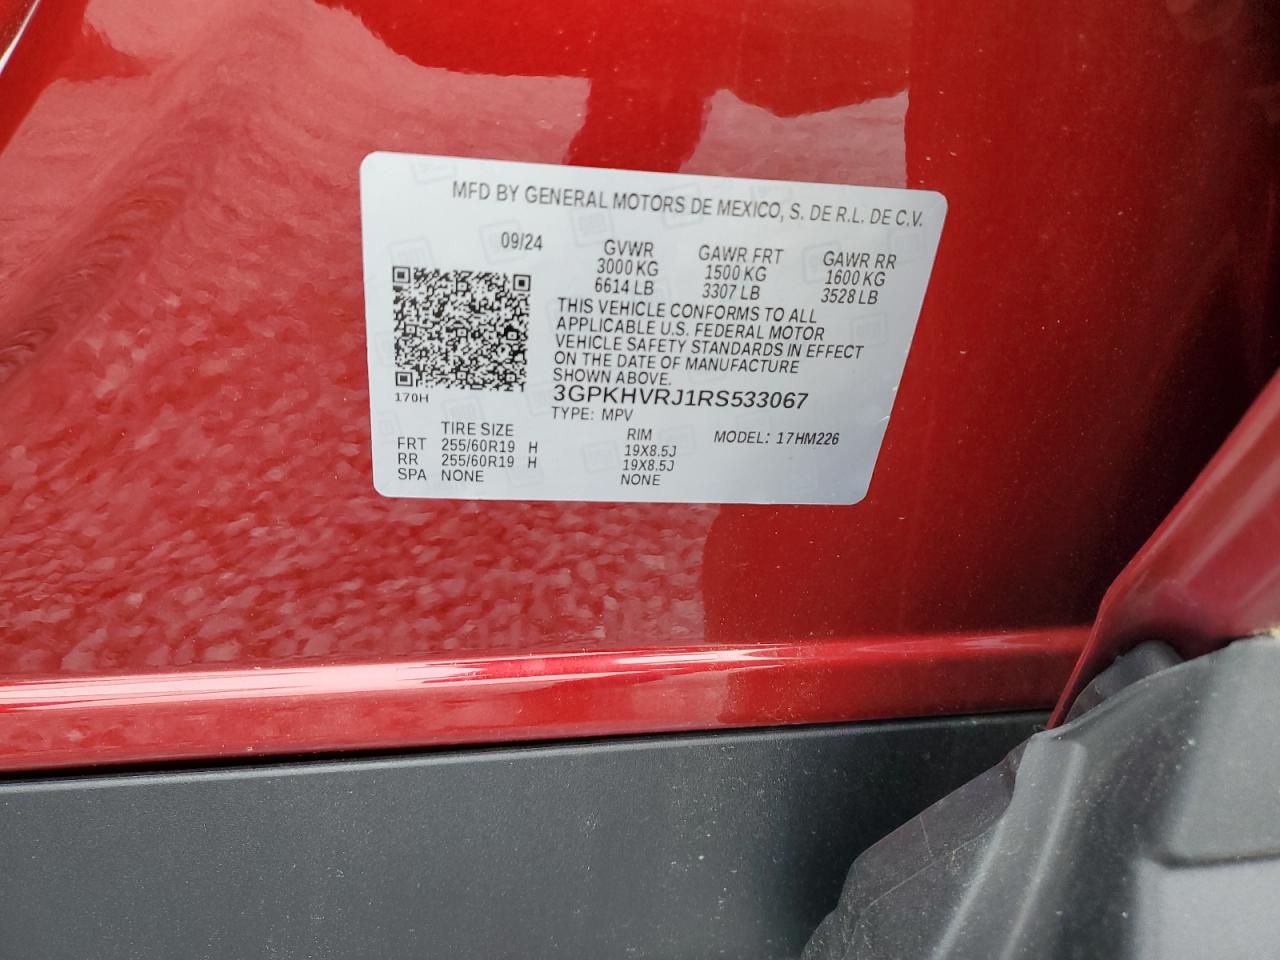 MFD BY GENERAL MOTORS DE MEXICO, S. DE R.L. DE C.V.
09/24 GVWR GAWR FRT GAWR RR
3000 KG 1500 KG 1600 KG
6614 LB 3307 LB 3528 LB
THIS VEHICLE CONFORMS TO ALL
APPLICABLE U.S. FEDERAL MOTOR
VEHICLE SAFETY STANDARDS IN EFFECT
ON THE DATE OF MANUFACTURE
SHOWN ABOVE.
170H
3GPKHVRJ1RS533067
TYPE: MPV
TIRE SIZE RIM MODEL: 17HM226
FRT 255/60R19 H 19X8.5J
RR 255/60R19 H 19X8.5J
SPA NONE NONE